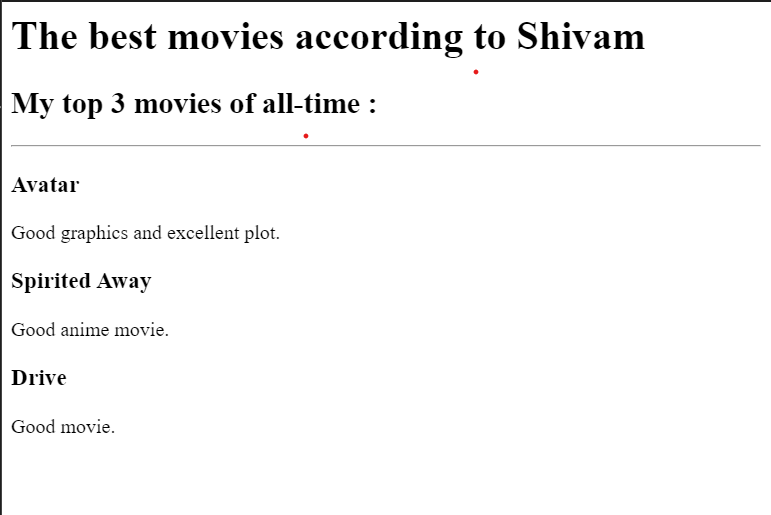 The best movies according to Shivam
My top 3 movies of all-time :
Avatar
Good graphics and excellent plot.
Spirited Away
Good anime movie.
Drive
Good movie.